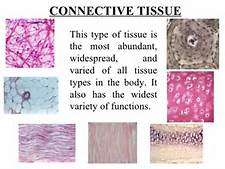 CONNECTIVE TISSUE
This type of tissue is
the most abundant,
widespread, and
varied of all tissue
types in the body. It
also has the widest
variety of functions.